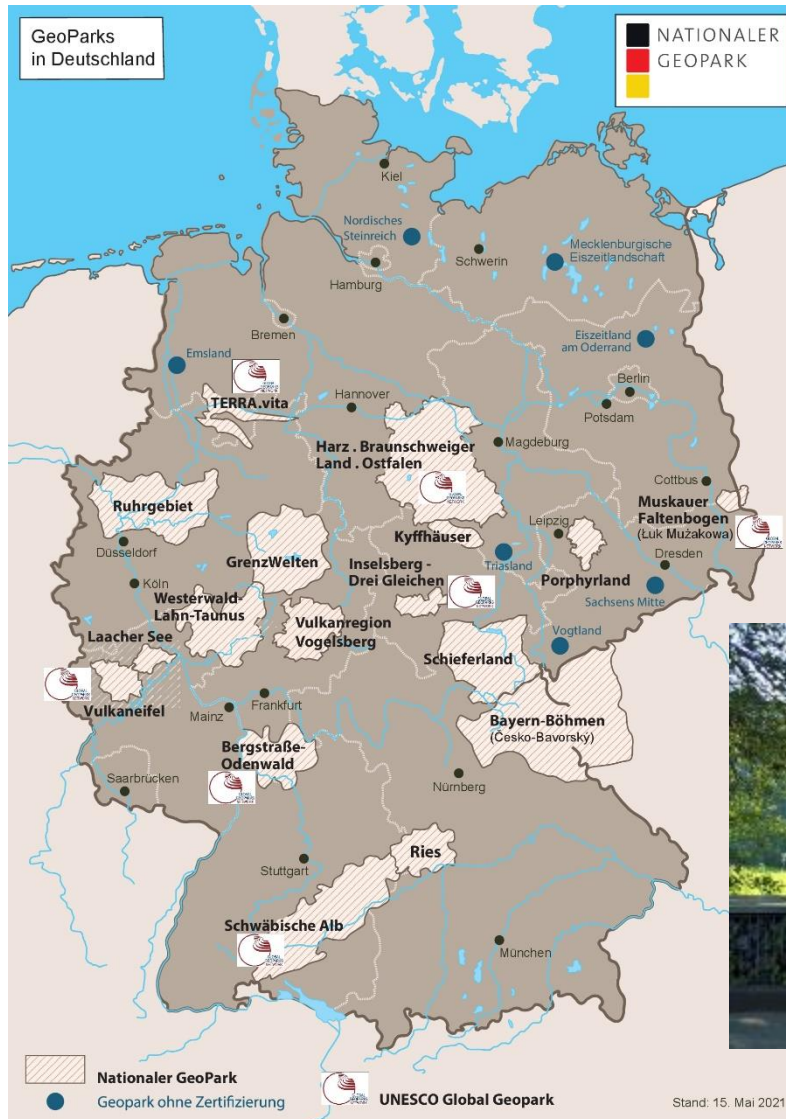 GeoParks
in Deutschland
NATIONALER
GEOPARK
Kiel
Nordisches
Steinreich
Schwerin
Mecklenburgische
Eiszeitlandschaft
Hamburg
Bremen
Emsland
Eiszeitland
am Oderrand
Berlin
Potsdam
TERRA.vita
Hannover
Magdeburg
Harz . Braunschweiger
Land . Ostfalen
Cottbus
Muskauer
Faltenbogen
(Łuk Mużakowa)
Ruhrgebiet
Düsseldorf
Kyffhäuser
Leipzig
GrenzWelten
Inselsberg -
Drei Gleichen
Triasland
Porphyrland
Dresden
Köln
Sachsens Mitte
Westerwald-
Lahn-Taunus
Vulkanregion
Vogelsberg
Laacher See
Schieferland
Vogtland
Vulkaneifel
Mainz
Frankfurt
Bayern-Böhmen
(Česko-Bavorský)
Bergstraße-
Odenwald
Saarbrücken
Nürnberg
Stuttgart
Ries
Schwäbische Alb
München
Nationaler GeoPark
Geopark ohne Zertifizierung
UNESCO Global Geopark
Stand: 15. Mai 2021